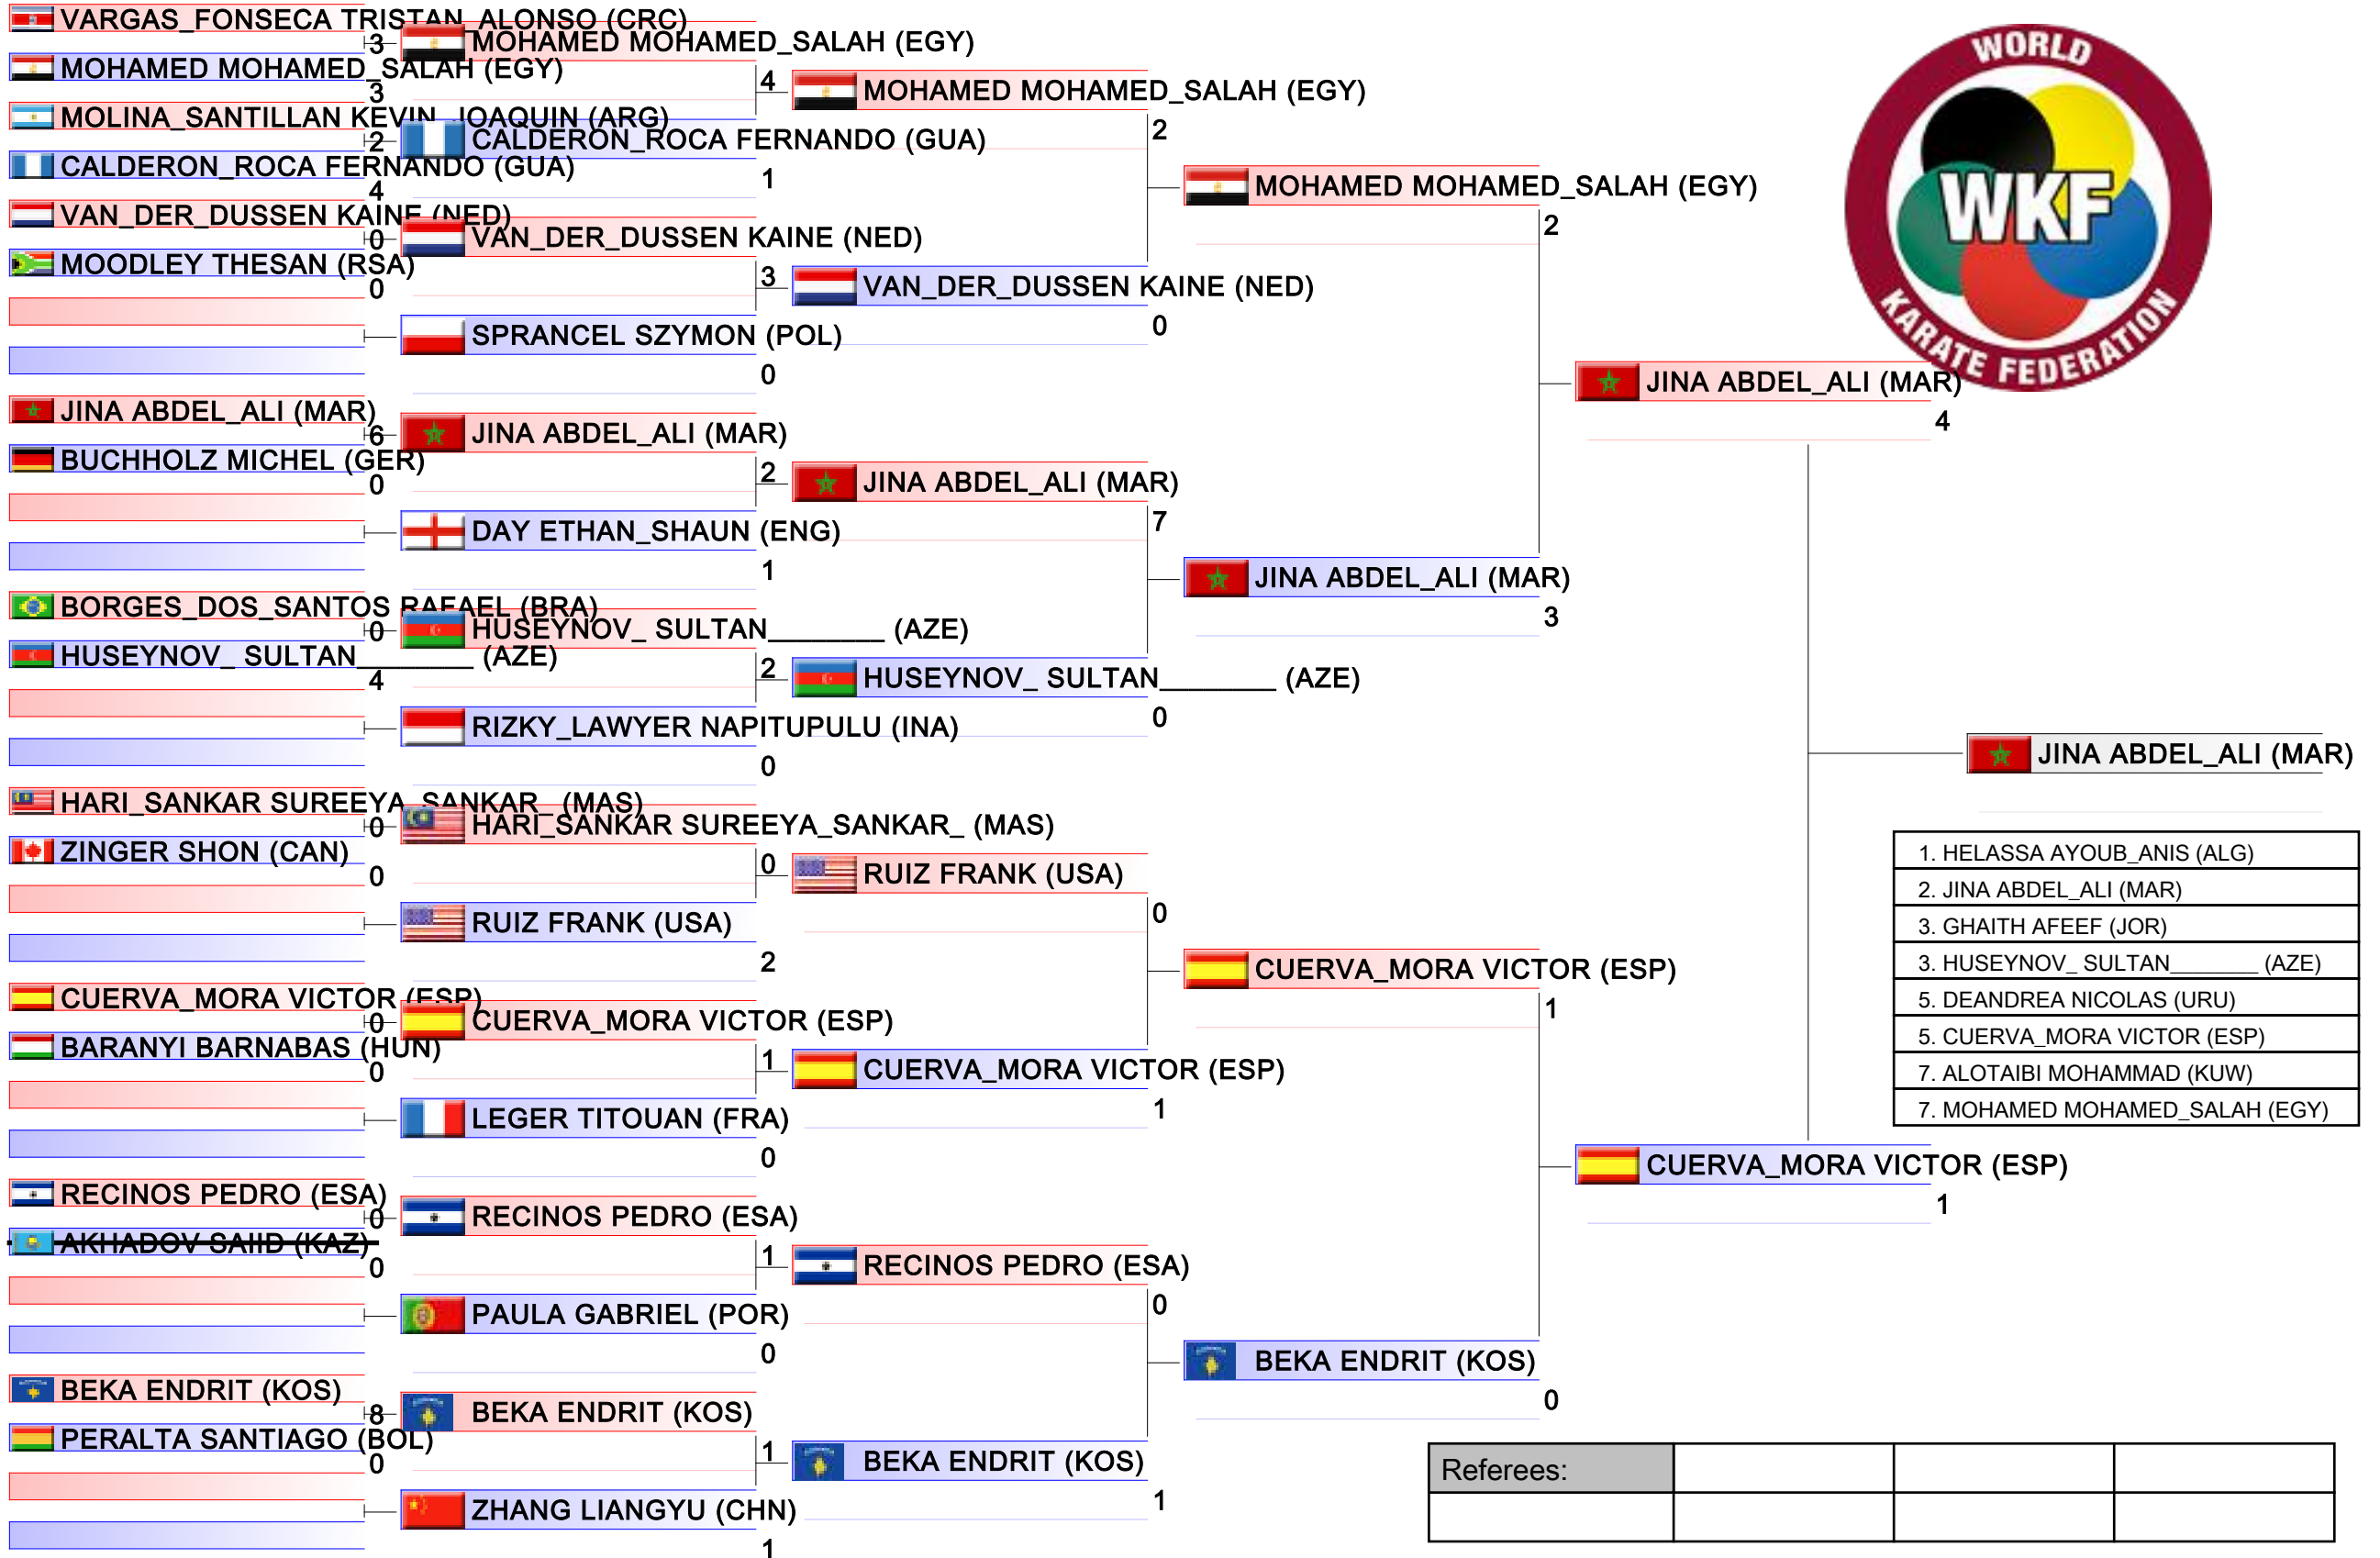 VARGAS_FONSECA TRISTAN_ALONSO (CRC)
3
MOHAMED MOHAMED_SALAH (EGY)
3
MOLINA_SANTILLAN KEVIN_JOAQUIN (ARG)
2
CALDERON_ROCA FERNANDO (GUA)
4
VAN_DER_DUSSEN KAINE (NED)
0
MOODLEY THESAN (RSA)
0
JINA ABDEL_ALI (MAR)
6
BUCHHOLZ MICHEL (GER)
0
BORGES_DOS_SANTOS RAFAEL (BRA)
0
HUSEYNOV_ SULTAN________ (AZE)
4
HARI_SANKAR SUREEYA_SANKAR_ (MAS)
0
ZINGER SHON (CAN)
0
CUERVA_MORA VICTOR (ESP)
0
BARANYI BARNABAS (HUN)
0
RECINOS PEDRO (ESA)
0
AKHADOV SAIID (KAZ)
0
BEKA ENDRIT (KOS)
8
PERALTA SANTIAGO (BOL)
0
MOHAMED MOHAMED_SALAH (EGY)
4
CALDERON_ROCA FERNANDO (GUA)
1
VAN_DER_DUSSEN KAINE (NED)
3
SPRANCEL SZYMON (POL)
0
JINA ABDEL_ALI (MAR)
2
DAY ETHAN_SHAUN (ENG)
1
HUSEYNOV_ SULTAN________ (AZE)
2
RIZKY_LAWYER NAPITUPULU (INA)
0
HARI_SANKAR SUREEYA_SANKAR_ (MAS)
0
RUIZ FRANK (USA)
2
CUERVA_MORA VICTOR (ESP)
1
LEGER TITOUAN (FRA)
0
RECINOS PEDRO (ESA)
1
PAULA GABRIEL (POR)
0
BEKA ENDRIT (KOS)
1
ZHANG LIANGYU (CHN)
1
MOHAMED MOHAMED_SALAH (EGY)
2
VAN_DER_DUSSEN KAINE (NED)
0
JINA ABDEL_ALI (MAR)
7
HUSEYNOV_ SULTAN________ (AZE)
0
RUIZ FRANK (USA)
0
CUERVA_MORA VICTOR (ESP)
1
RECINOS PEDRO (ESA)
0
BEKA ENDRIT (KOS)
1
MOHAMED MOHAMED_SALAH (EGY)
2
JINA ABDEL_ALI (MAR)
3
CUERVA_MORA VICTOR (ESP)
1
BEKA ENDRIT (KOS)
0
JINA ABDEL_ALI (MAR)
4
CUERVA_MORA VICTOR (ESP)
1
JINA ABDEL_ALI (MAR)
WORLD
WKF
KARATE FEDERATION
1. HELASSA AYOUB_ANIS (ALG)
2. JINA ABDEL_ALI (MAR)
3. GHAITH AFEEF (JOR)
3. HUSEYNOV_ SULTAN________ (AZE)
5. DEANDREA NICOLAS (URU)
5. CUERVA_MORA VICTOR (ESP)
7. ALOTAIBI MOHAMMAD (KUW)
7. MOHAMED MOHAMED_SALAH (EGY)
Referees: